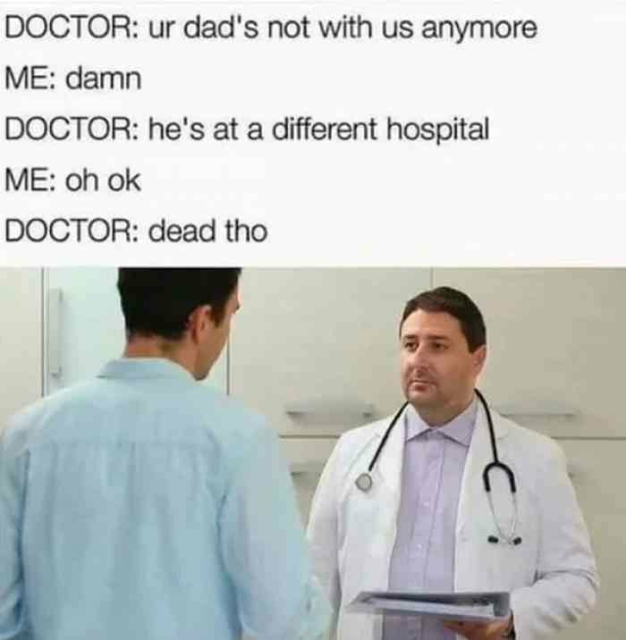 DOCTOR: ur dad's not with us anymore
ME: damn
DOCTOR: he's at a different hospital
ME: oh ok
DOCTOR: dead tho